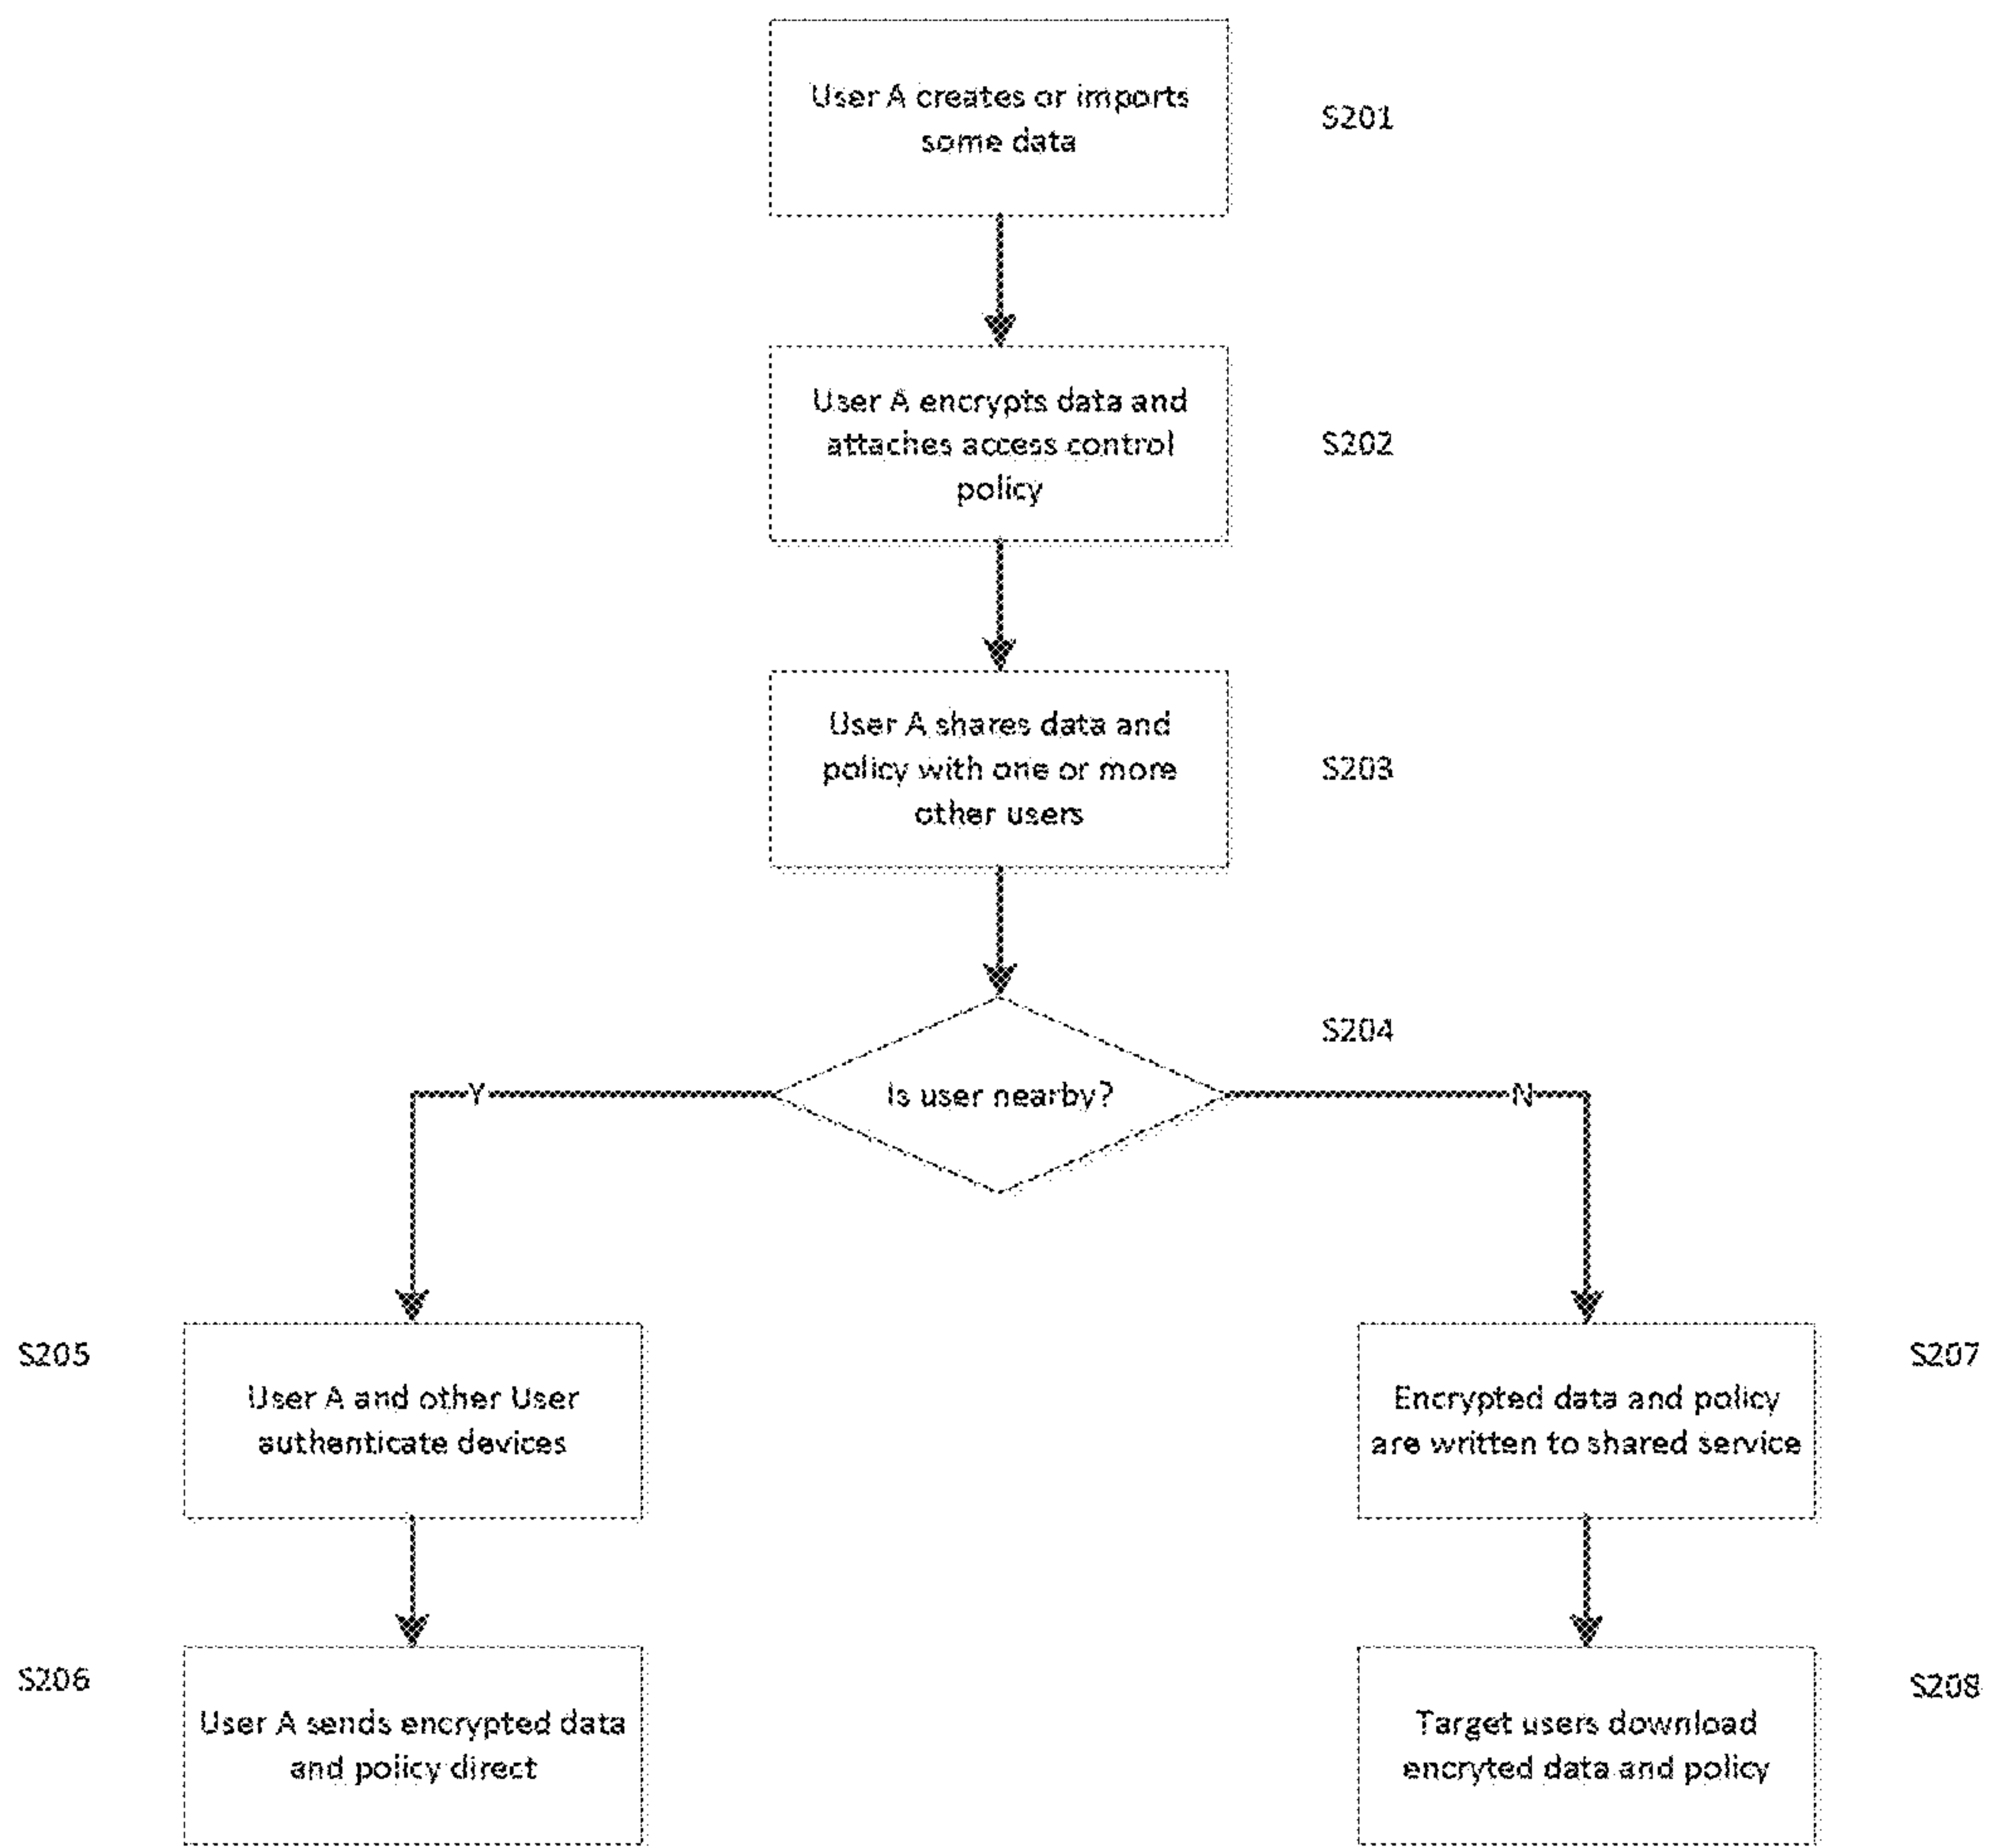 User A creates or imports
some data
S201
User A encrypts data and
attaches access control
policy
S202
User A shares data and
policy with one or more
other users
S203
S204
Is user nearby?
Y
N
S205
User A and other User
authenticate devices
S207
Encrypted data and policy
are written to shared service
S206
User A sends encrypted data
and policy direct
S208
Target users download
encryted data and policy